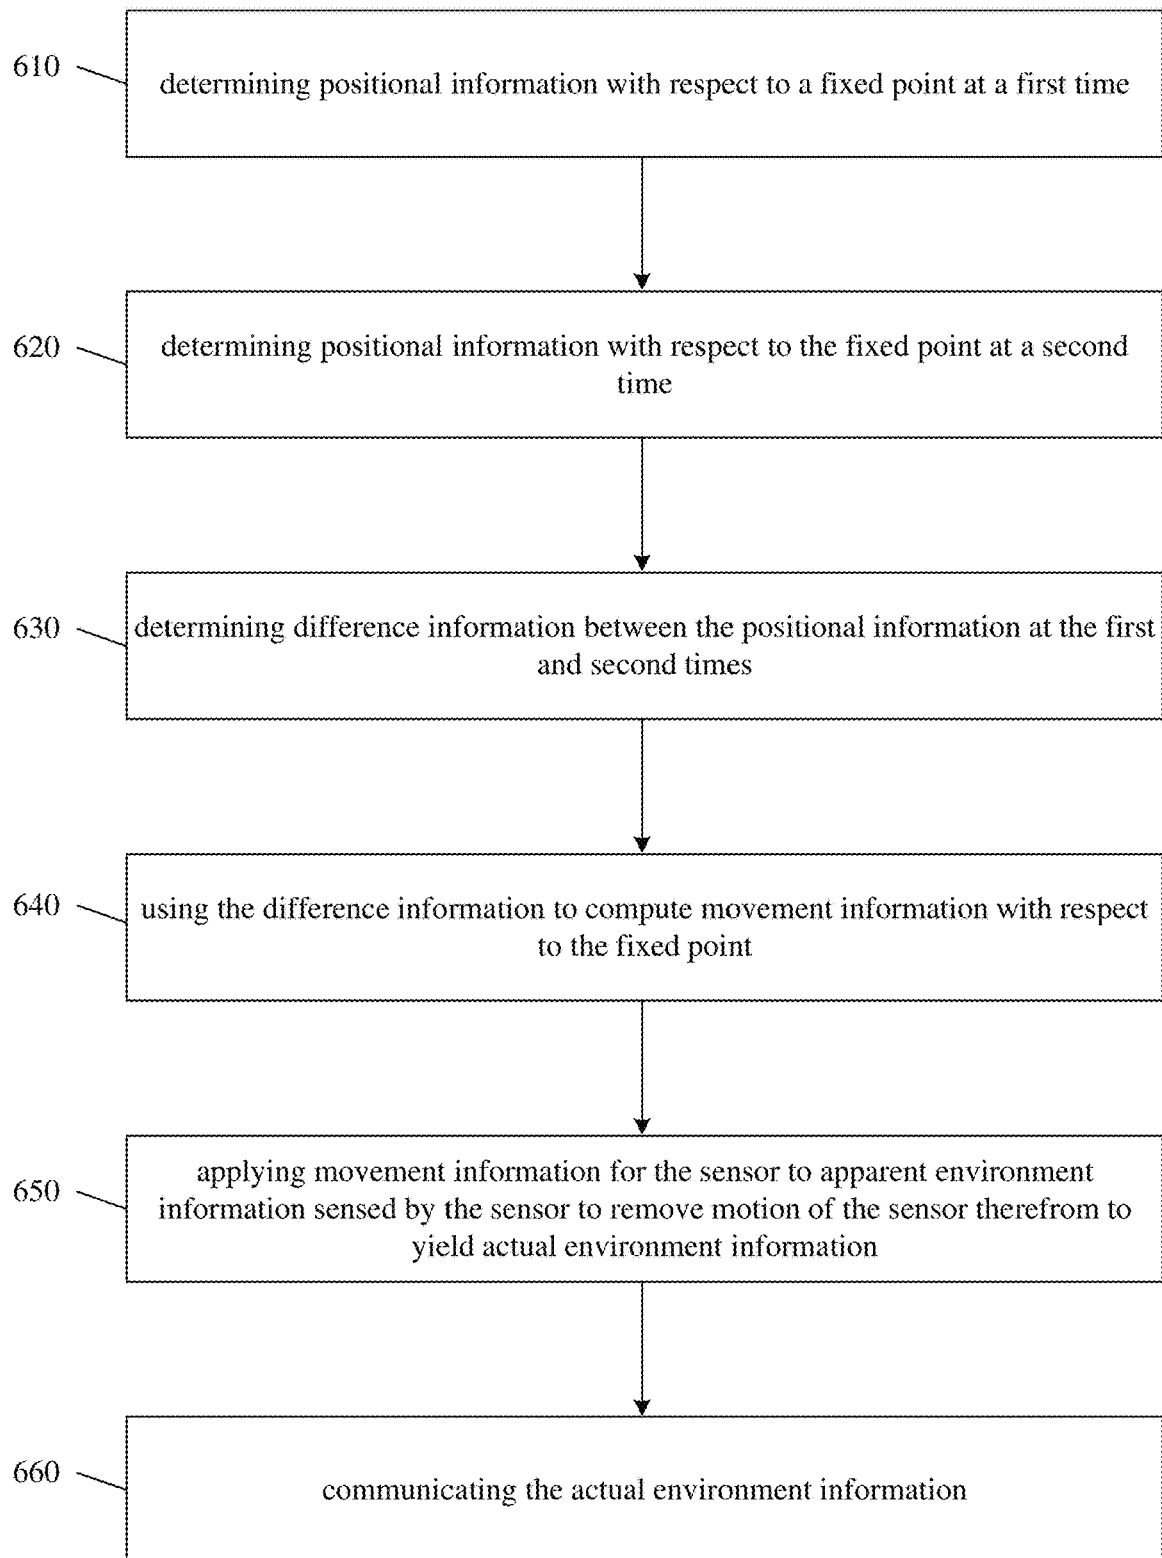 610
determining positional information with respect to a fixed point at a first time
620
determining positional information with respect to the fixed point at a second
time
630
determining difference information between the positional information at the first
and second times
640
using the difference information to compute movement information with respect
to the fixed point
650
applying movement information for the sensor to apparent environment
information sensed by the sensor to remove motion of the sensor therefrom to
yield actual environment information
660
communicating the actual environment information